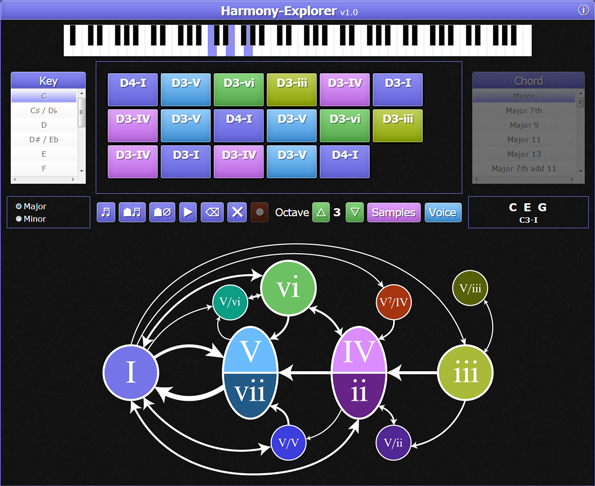 Harmony-Explorer v1.0
Key
Chord
C
C♯ / D♭
D
D# / Eb
E
F
D4-I D3-V D3-vi D3-iii D3-IV D3-I
D3-IV D3-V D4-I D3-V D3-vi D3-iii
D3-IV D3-I D3-IV D3-V D4-I
Major
Major 7th
Major 9
Major 11
Major 13
Major 7th add 11
Major
Minor
Octave 3 Samples Voice
C E G
C3-I
vi
V/vi
V⁷/IV
V/iii
I
V
vii
IV
ii
iii
V/V
V/ii